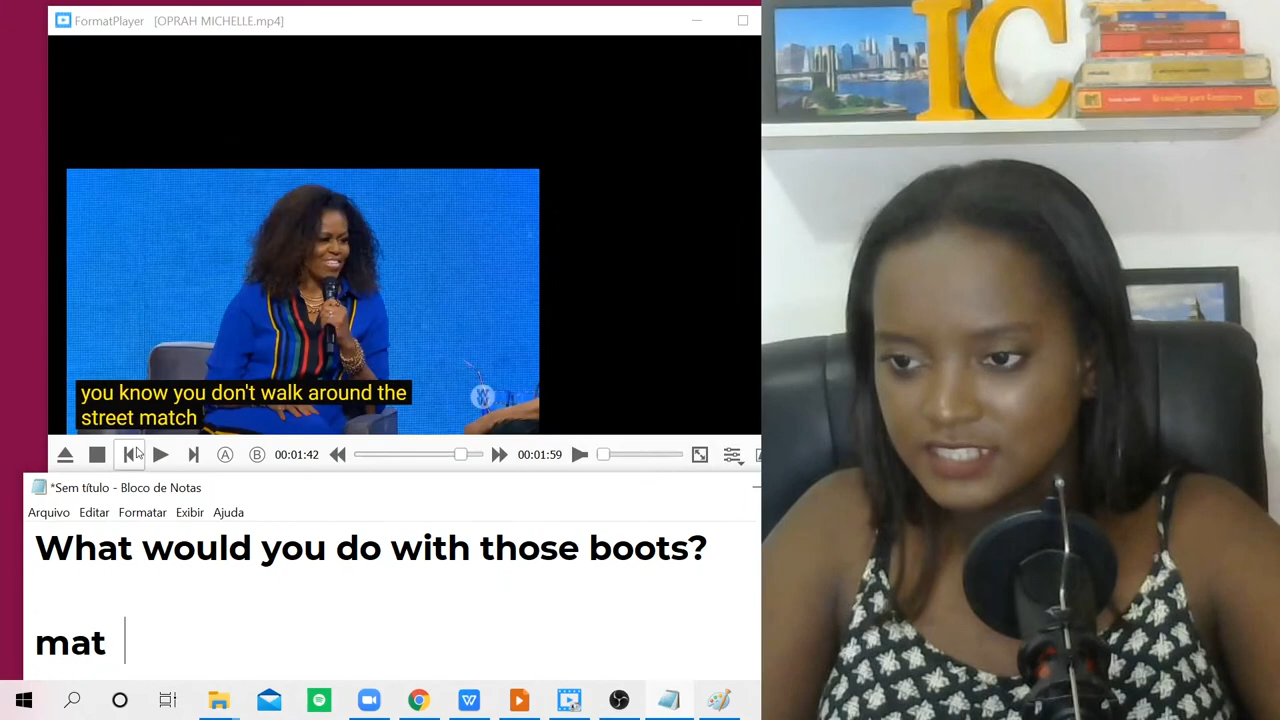 FormatPlayer [OPRAH MICHELLE.mp4]
IC
you know you don't walk around the
street match
W
W
A
B
00:01:42
00:01:59
*Sem título - Bloco de Notas
Arquivo Editar Formatar Exibir Ajuda
What would you do with those boots?
mat